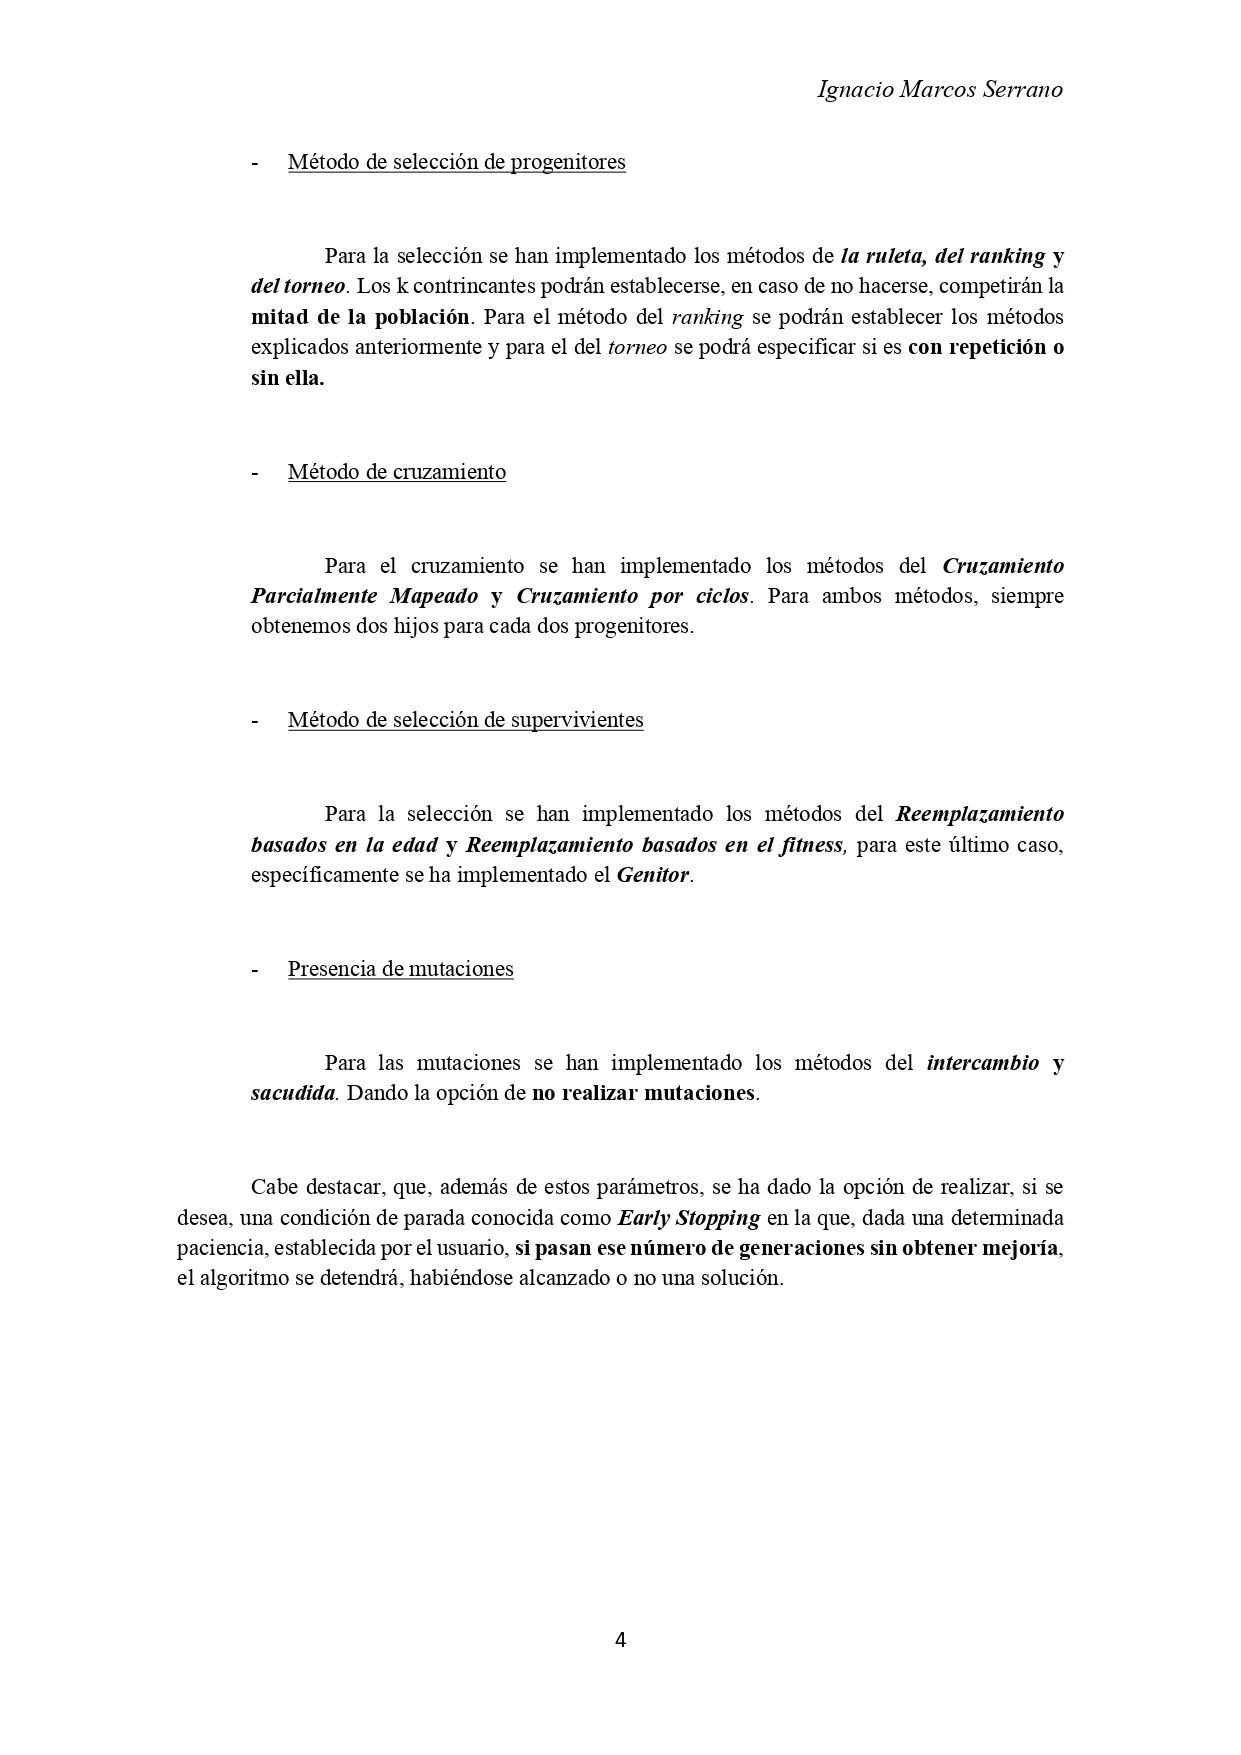 Ignacio Marcos Serrano
- Método de selección de progenitores
Para la selección se han implementado los métodos de la ruleta, del ranking y
del torneo. Los k contrincantes podrán establecerse, en caso de no hacerse, competirán la
mitad de la población. Para el método del ranking se podrán establecer los métodos
explicados anteriormente y para el del torneo se podrá especificar si es con repetición o
sin ella.
- Método de cruzamiento
Para el cruzamiento se han implementado los métodos del Cruzamiento
Parcialmente Mapeado y Cruzamiento por ciclos. Para ambos métodos, siempre
obtenemos dos hijos para cada dos progenitores.
- Método de selección de supervivientes
Para la selección se han implementado los métodos del Reemplazamiento
basados en la edad y Reemplazamiento basados en el fitness, para este último caso,
específicamente se ha implementado el Genitor.
- Presencia de mutaciones
Para las mutaciones se han implementado los métodos del intercambio y
sacudida. Dando la opción de no realizar mutaciones.
Cabe destacar, que, además de estos parámetros, se ha dado la opción de realizar, si se
desea, una condición de parada conocida como Early Stopping en la que, dada una determinada
paciencia, establecida por el usuario, si pasan ese número de generaciones sin obtener mejoría,
el algoritmo se detendrá, habiéndose alcanzado o no una solución.
4